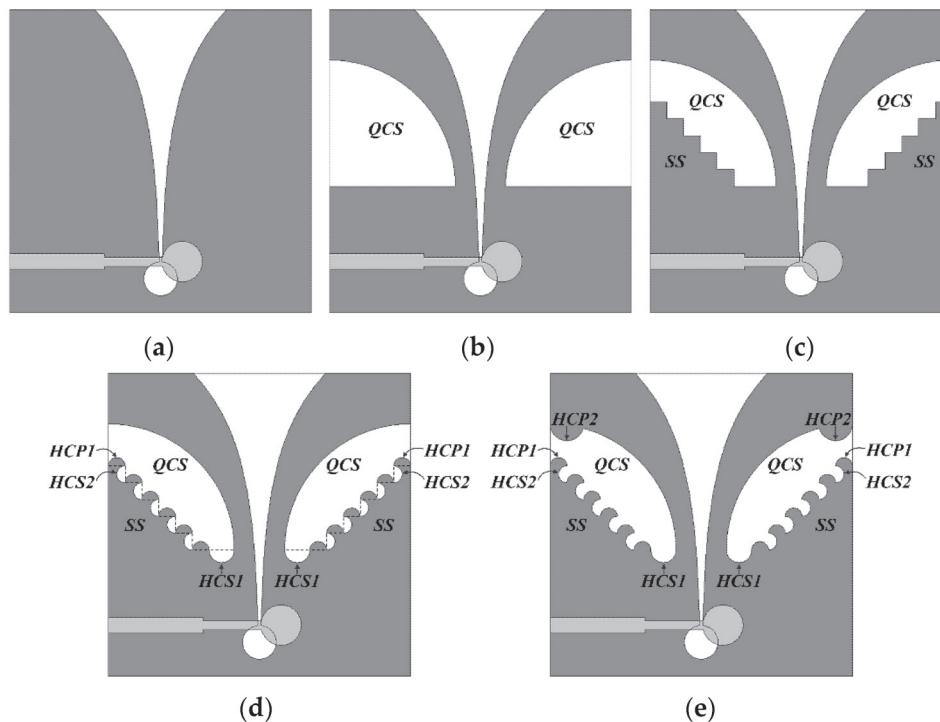 QCS QCS QCS QCS
SS SS
(a) (b) (c)
HCP2 HCP2
HCP1 HCP1 HCP1 HCP1
QCS QCS QCS QCS
HCS2 HCS2 HCS2 HCS2
SS SS SS SS
HCS1 HCS1 HCS1 HCS1
(d) (e)